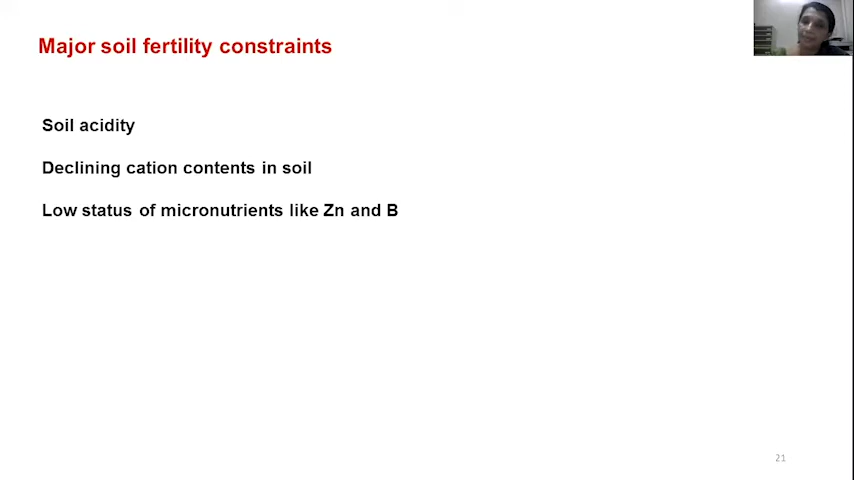 Major soil fertility constraints
Soil acidity
Declining cation contents in soil
Low status of micronutrients like Zn and B
21